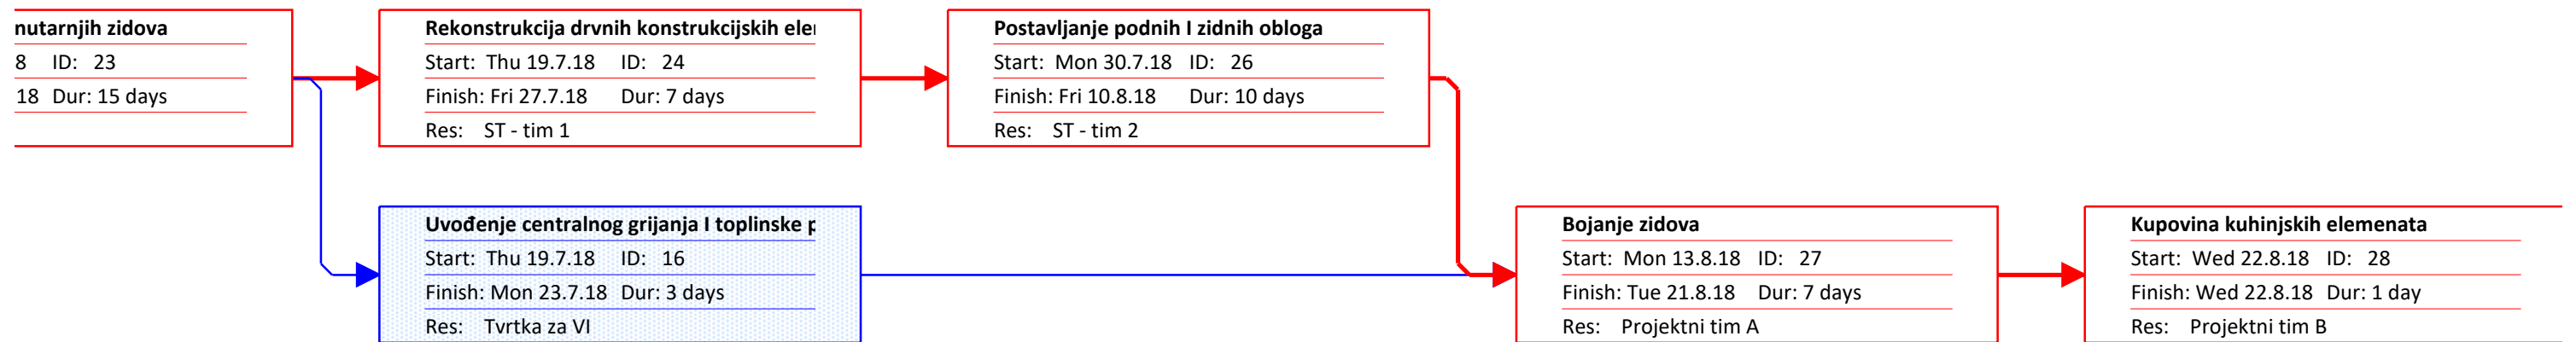 nutarnjih zidova
8 ID: 23
18 Dur: 15 days
Rekonstrukcija drvnih konstrukcijskih
Start: Thu 19.7.18 ID: 24
Finish: Fri 27.7.18 Dur: 7 days
Res: ST - tim 1
Postavljanje podnih I zidnih obloga
Start: Mon 30.7.18 ID: 26
Finish: Fri 10.8.18 Dur: 10 days
Res: ST - tim 2
Uvođenje centralnog grijanja I toplinske
Start: Thu 19.7.18 ID: 16
Finish: Mon 23.7.18 Dur: 3 days
Res: Tvrtka za VI
Bojanje zidova
Start: Mon 13.8.18 ID: 27
Finish: Tue 21.8.18 Dur: 7 days
Res: Projektni tim A
Kupovina kuhinjskih elemenata
Start: Wed 22.8.18 ID: 28
Finish: Wed 22.8.18 Dur: 1 day
Res: Projektni tim B